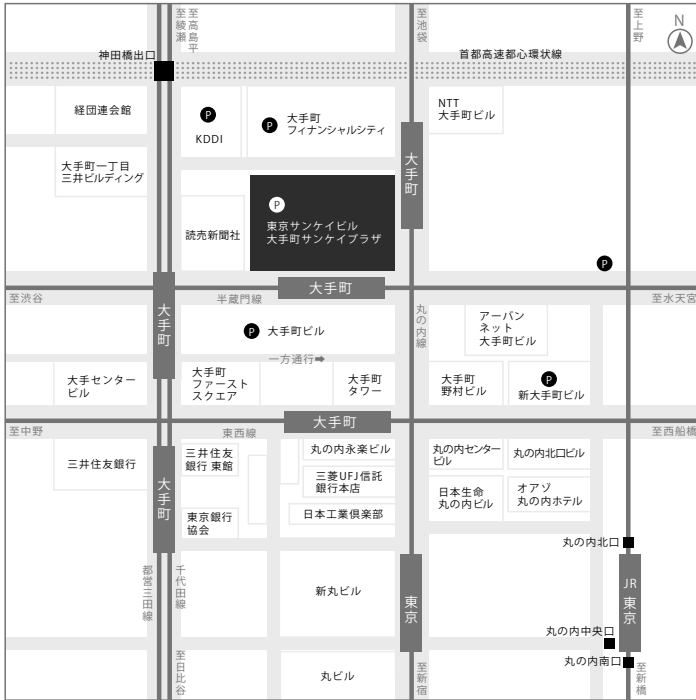 至綾瀬
至高島平
至池袋
至上野
N
神田橋出口
首都高速都心環状線
経団連会館
P
KDDI
P
大手町
フィナンシャルシティ
NTT
大手町ビル
大手町
大手町一丁目
三井ビルディング
読売新聞社
P
東京サンケイビル
大手町サンケイプラザ
P
大手町
至渋谷
半蔵門線
至水天宮
大手町
丸の内線
P
大手町ビル
アーバン
ネット
大手町ビル
一方通行➡
大手センター
ビル
大手町
ファースト
スクエア
大手町
タワー
大手町
野村ビル
P
新大手町ビル
大手町
至中野
東西線
至西船橋
三井住友銀行
大手町
三井住友
銀行 東館
丸の内永楽ビル
丸の内センター
ビル
丸の内北口ビル
三菱UFJ信託
銀行本店
日本生命
丸の内ビル
オアゾ
丸の内ホテル
東京銀行
協会
日本工業倶楽部
丸の内北口
都営三田線
千代田線
新丸ビル
東京
JR
東京
丸の内中央口
至日比谷
丸ビル
至新宿
丸の内南口
至新橋